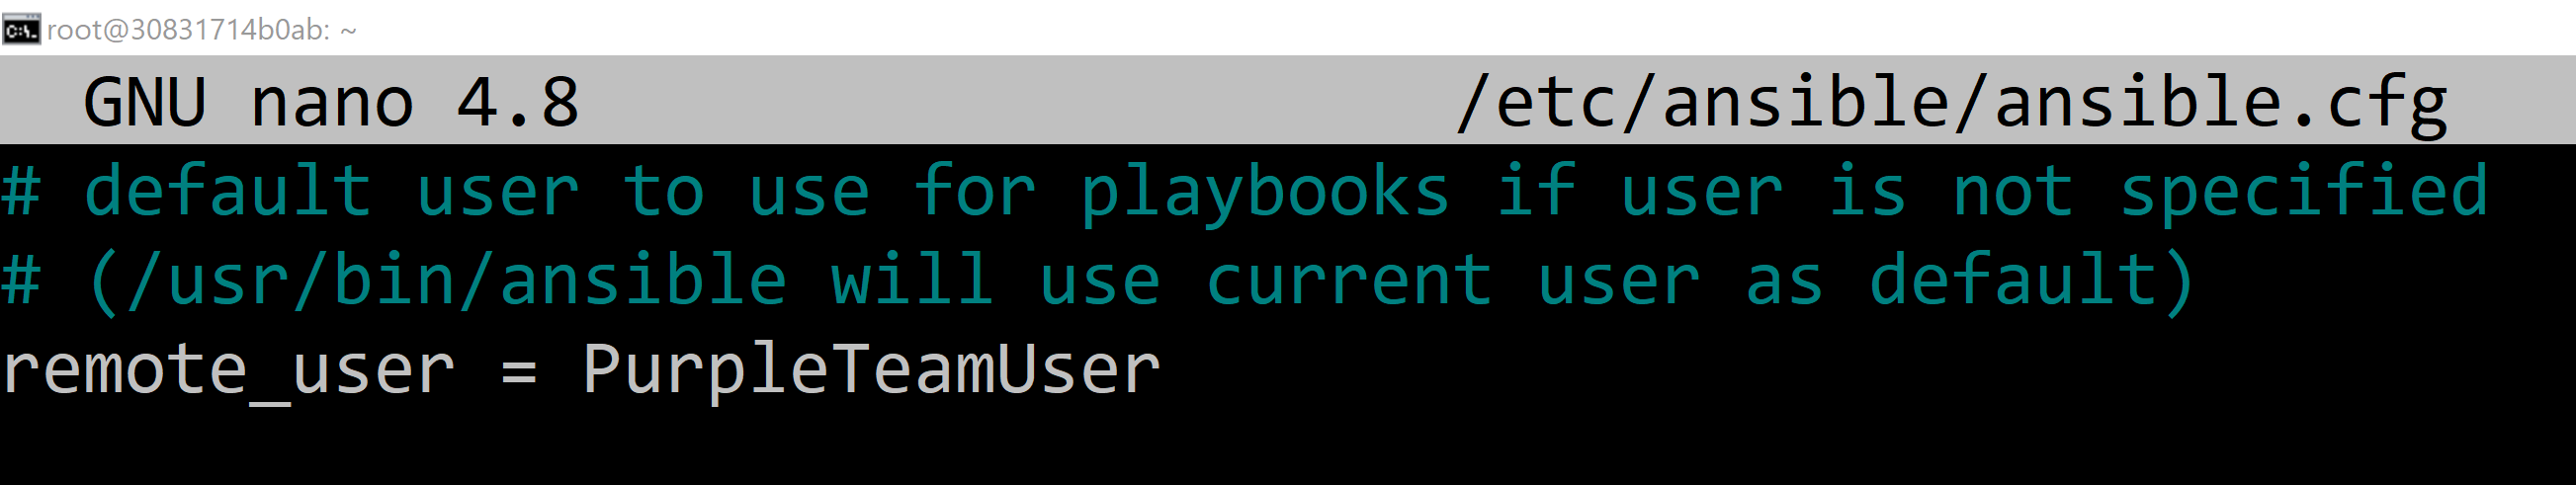 root@30831714b0ab: ~
GNU nano 4.8 /etc/ansible/ansible.cfg
# default user to use for playbooks if user is not specified
# (/usr/bin/ansible will use current user as default)
remote_user = PurpleTeamUser